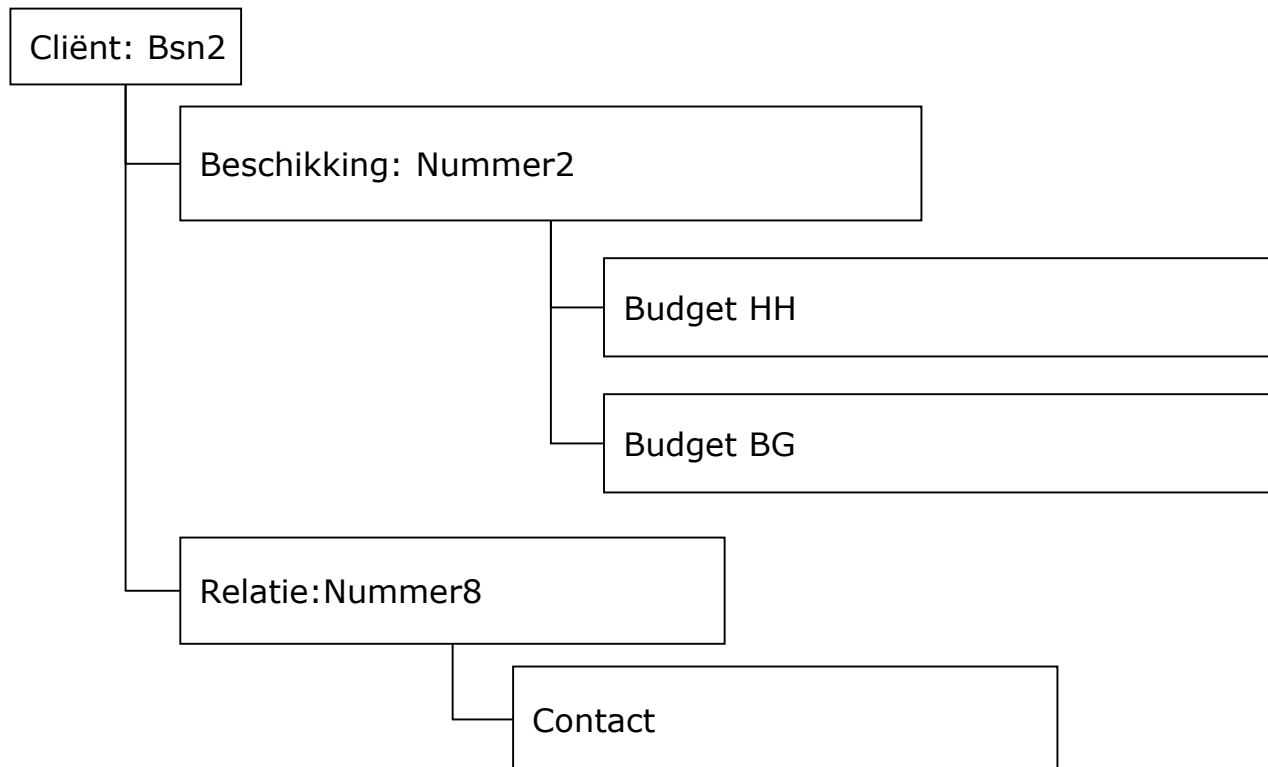 Cliënt: Bsn2
Beschikking: Nummer2
Budget HH
Budget BG
Relatie:Nummer8
Contact